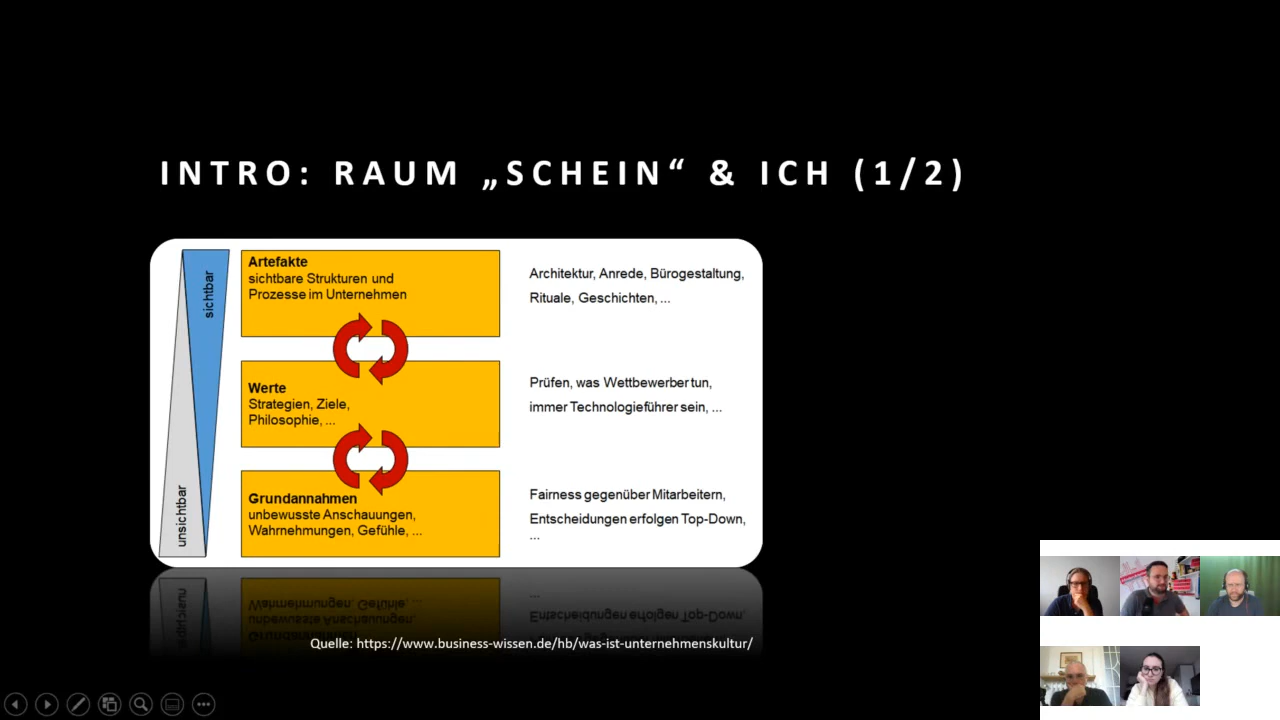 INTRO: RAUM „SCHEIN“ & ICH (1/2)
sichtbar
unsichtbar
Artefakte
sichtbare Strukturen und
Prozesse im Unternehmen
Architektur, Anrede, Bürogestaltung,
Rituale, Geschichten, ...
Werte
Strategien, Ziele,
Philosophie, ...
Prüfen, was Wettbewerber tun,
immer Technologieführer sein, ...
Grundannahmen
unbewusste Anschauungen,
Wahrnehmungen, Gefühle, ...
Fairness gegenüber Mitarbeitern,
Entscheidungen erfolgen Top-Down,
...
Quelle: https://www.business-wissen.de/hb/was-ist-unternehmenskultur/